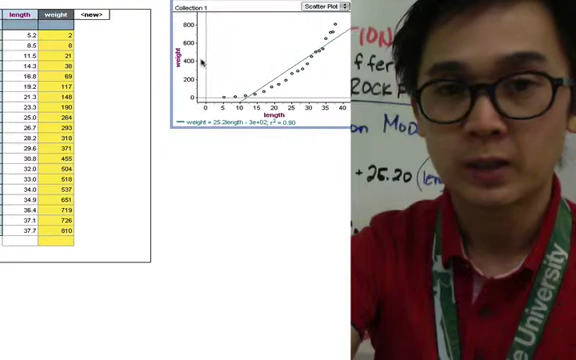 length weight <new>
5.2 2
8.5 8
11.5 21
14.3 38
16.8 69
19.2 117
21.3 148
23.3 190
25.0 264
26.7 293
28.2 318
29.6 371
30.8 455
32.0 504
33.0 518
34.0 537
34.9 651
36.4 719
37.1 726
37.7 810
Collection 1
Scatter Plot
800
600
400
200
0
weight
0 5 10 15 20 25 30 35 40
length
weight = 25.2length - 3e+02; r² = 0.80
ION
ffere
ROCK F
on Mod
+ 25.20 (len
e University